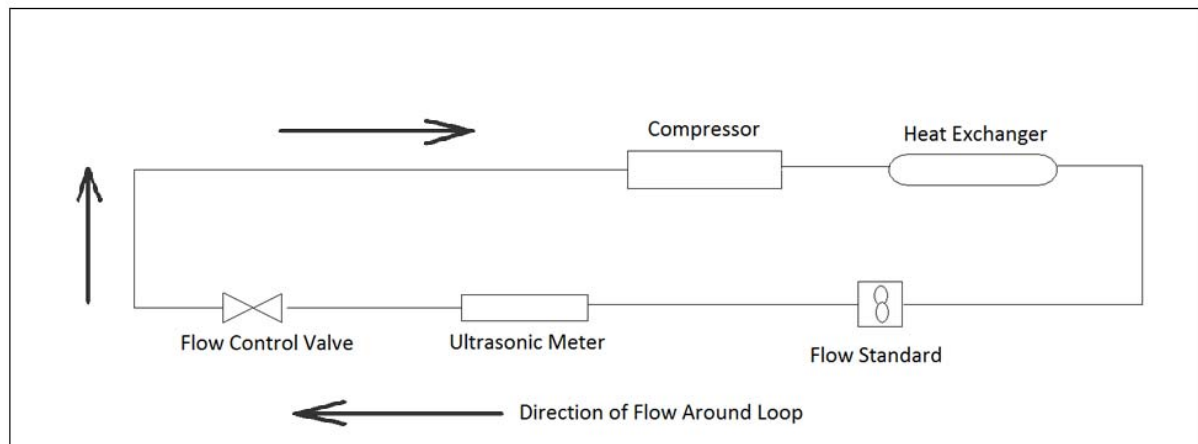 Compressor
Heat Exchanger
Flow Control Valve
Ultrasonic Meter
Flow Standard
Direction of Flow Around Loop